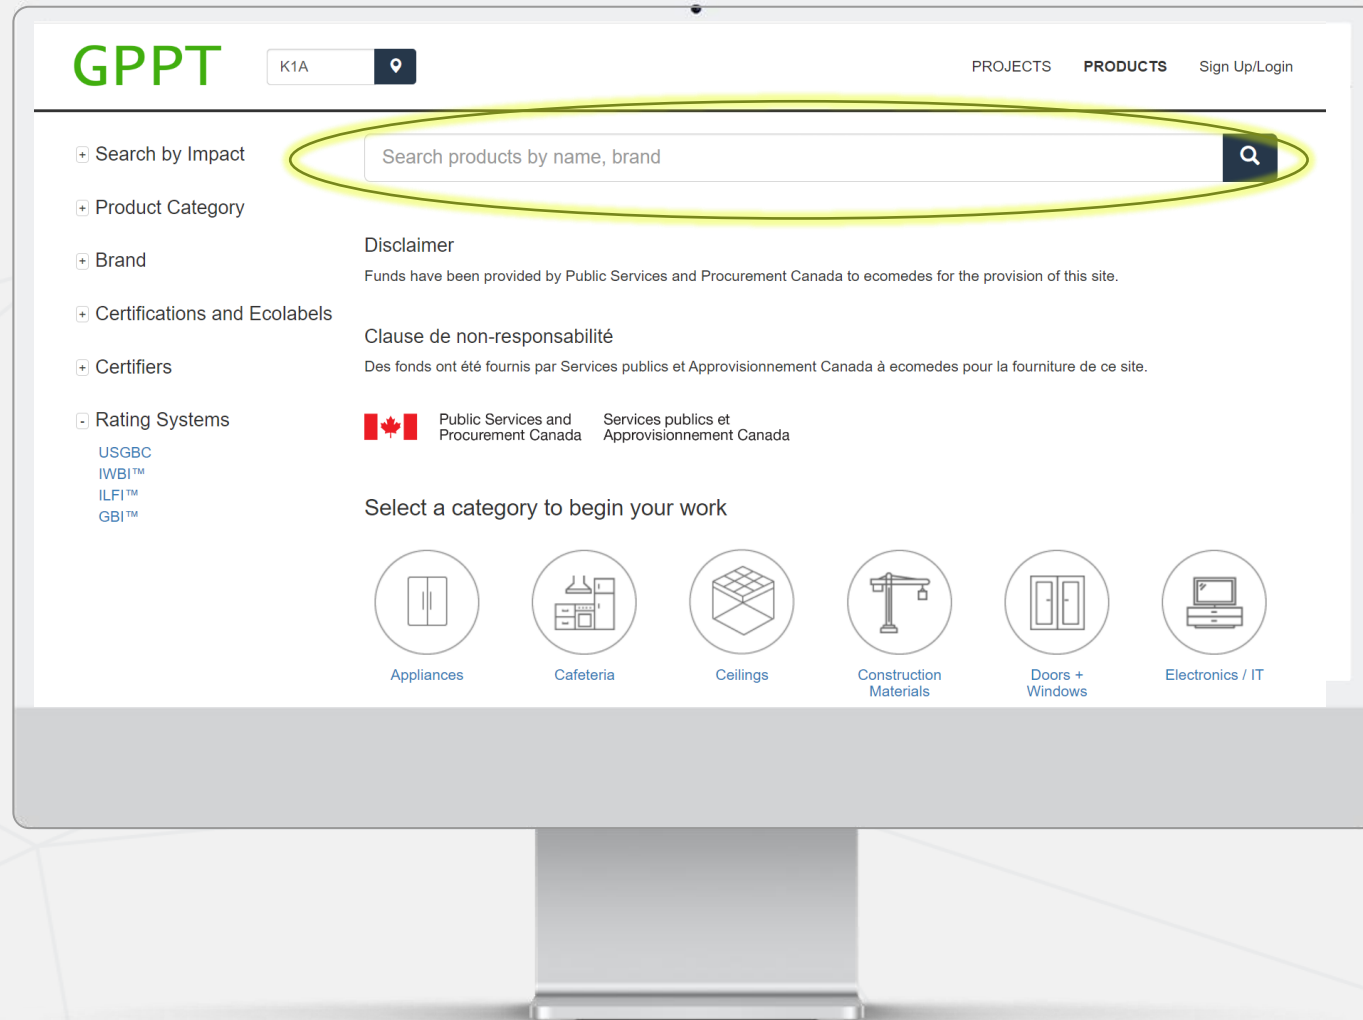 GPPT
K1A
PROJECTS PRODUCTS Sign Up/Login
Search products by name, brand
Search by Impact
Product Category
Brand
Certifications and Ecolabels
Certifiers
Rating Systems
USGBC
IWBI™
ILFI™
GBI™
Disclaimer
Funds have been provided by Public Services and Procurement Canada to ecomedes for the provision of this site.
Clause de non-responsabilité
Des fonds ont été fournis par Services publics et Approvisionnement Canada à ecomedes pour la fourniture de ce site.
Public Services and
Procurement Canada
Services publics et
Approvisionnement Canada
Select a category to begin your work
Appliances
Cafeteria
Ceilings
Construction
Materials
Doors +
Windows
Electronics / IT